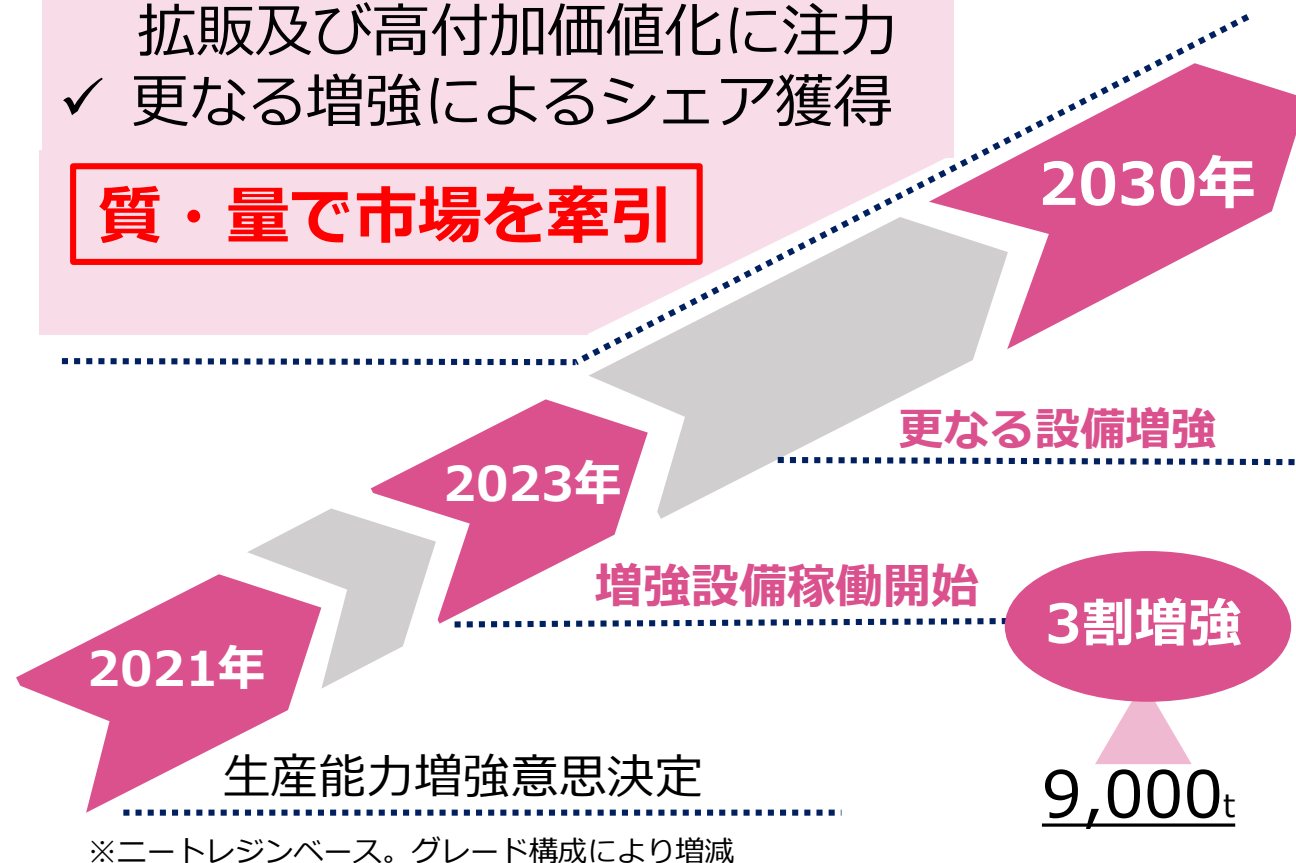 拡販及び高付加価値化に注力
✓ 更なる増強によるシェア獲得
質・量で市場を牽引
2030年
更なる設備増強
2023年
増強設備稼働開始
3割増強
2021年
生産能力増強意思決定
9,000t
※ニートレジンベース。グレード構成により増減